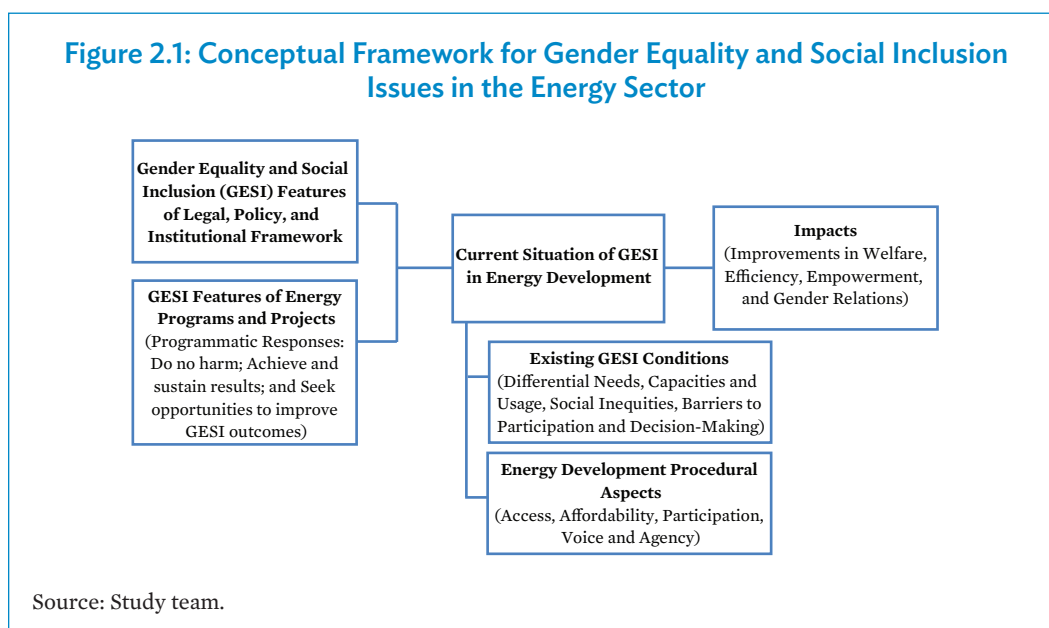 Figure 2.1: Conceptual Framework for Gender Equality and Social Inclusion
Issues in the Energy Sector
Gender Equality and Social
Inclusion (GESI) Features
of Legal, Policy, and
Institutional Framework
GESI Features of Energy
Programs and Projects
(Programmatic Responses:
Do no harm; Achieve and
sustain results; and Seek
opportunities to improve
GESI outcomes)
Current Situation of GESI
in Energy Development
Impacts
(Improvements in Welfare,
Efficiency, Empowerment,
and Gender Relations)
Existing GESI Conditions
(Differential Needs, Capacities and
Usage, Social Inequities, Barriers to
Participation and Decision-Making)
Energy Development Procedural
Aspects
(Access, Affordability, Participation,
Voice and Agency)
Source: Study team.